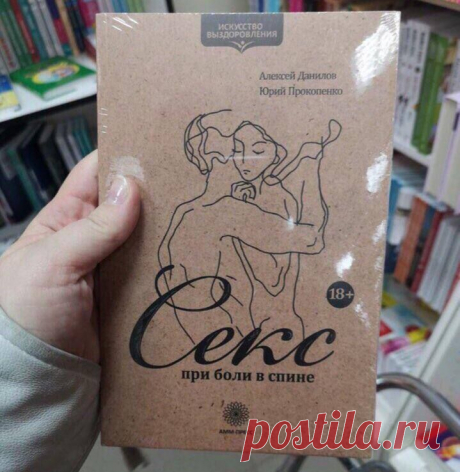 ИСКУССТВО
ВЫЗДОРОВЛЕНИЯ
Алексей Данилов
Юрий Прокопенко
Секс
18+
при боли в спине
postila.ru